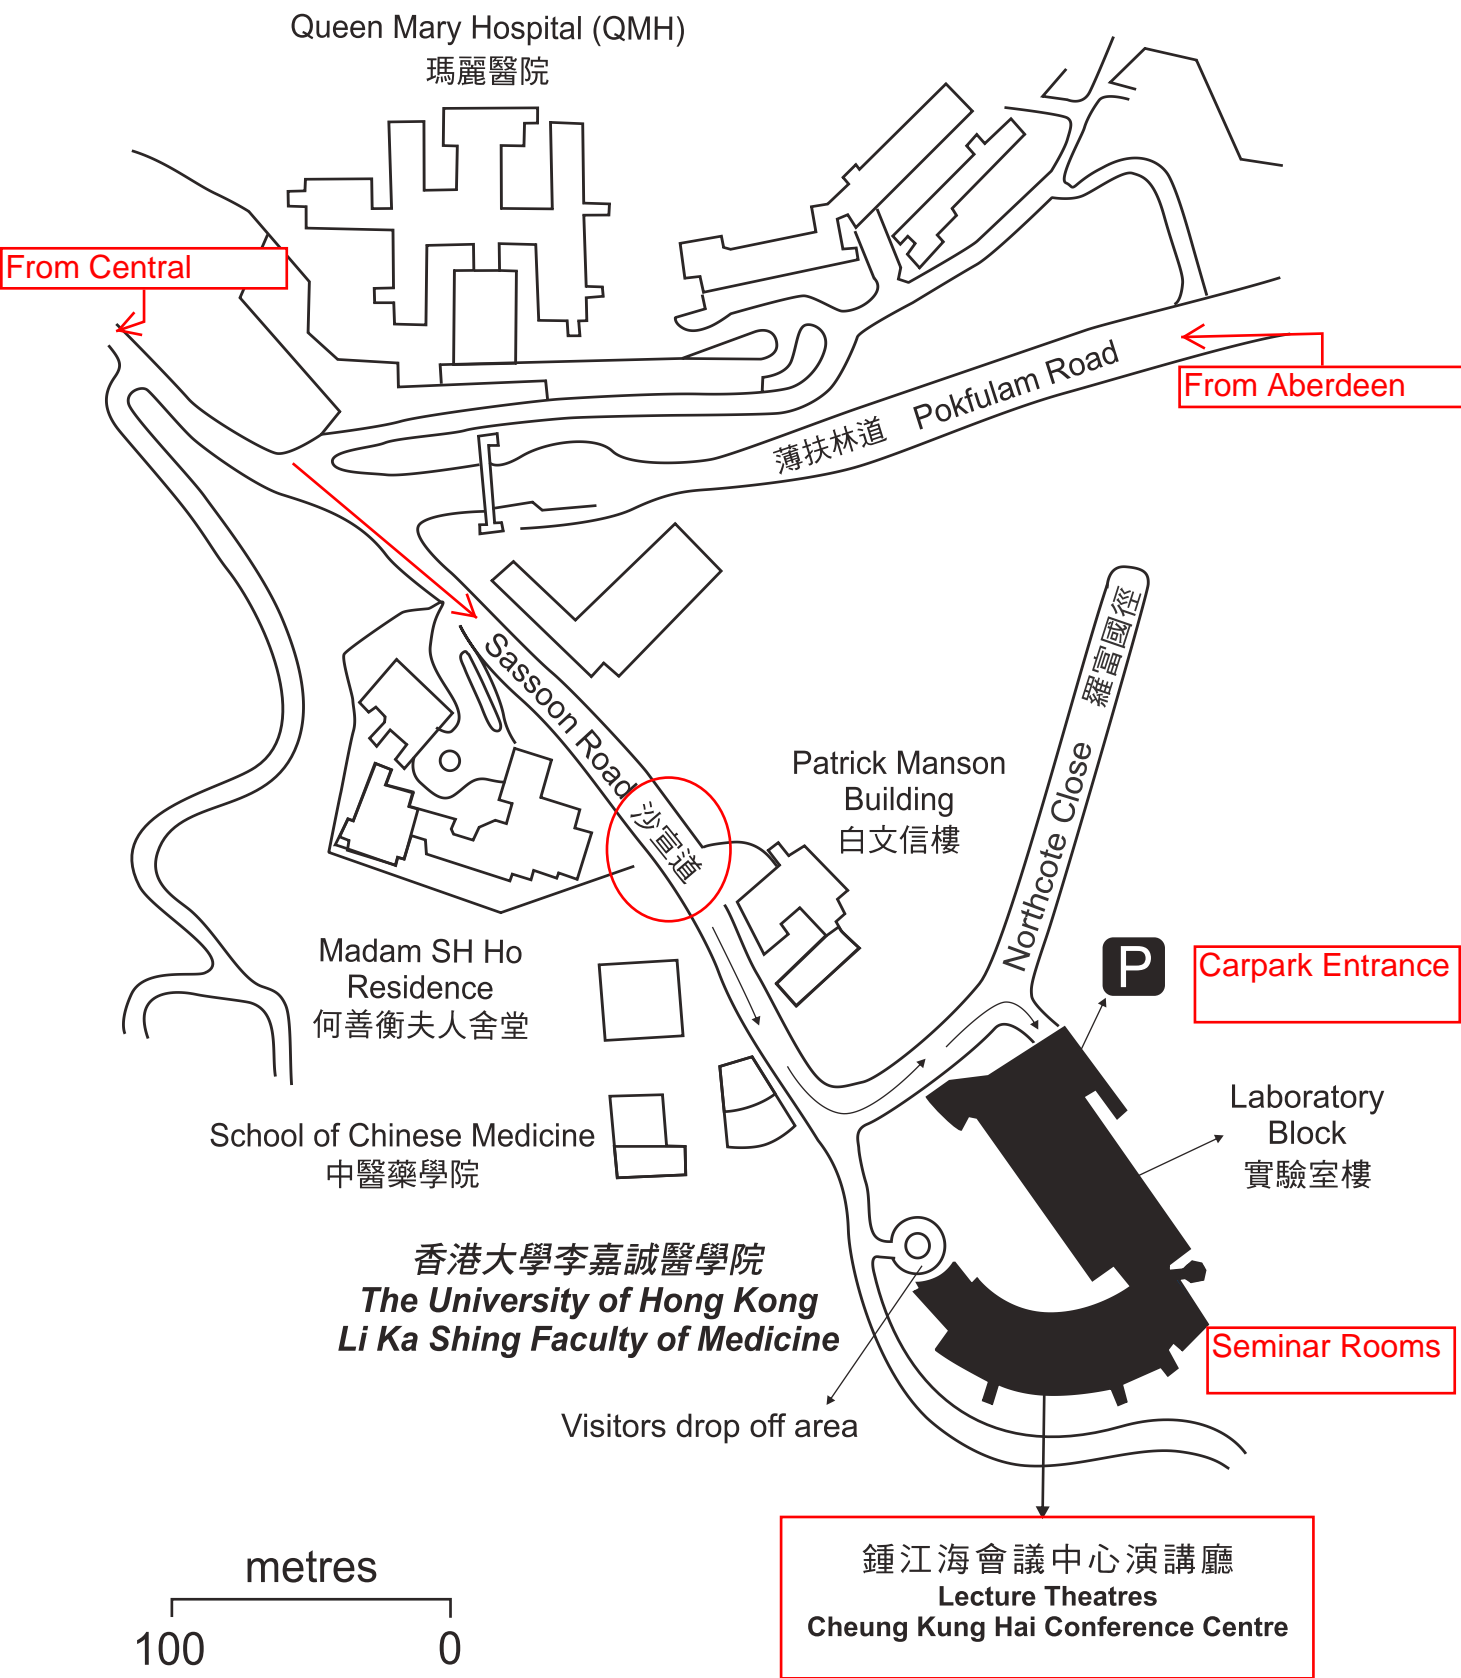 Queen Mary Hospital (QMH)
瑪麗醫院
From Central
From Aberdeen
薄扶林道 Pokfulam Road
Sassoon Road 沙宣道
Northcote Close 羅富國徑
Patrick Manson
Building
白文信樓
Madam SH Ho
Residence
何善衡夫人舍堂
P
Carpark Entrance
Laboratory
Block
實驗室樓
School of Chinese Medicine
中醫藥學院
香港大學李嘉誠醫學院
The University of Hong Kong
Li Ka Shing Faculty of Medicine
Seminar Rooms
Visitors drop off area
鍾江海會議中心演講廳
Lecture Theatres
Cheung Kung Hai Conference Centre
metres
100 0